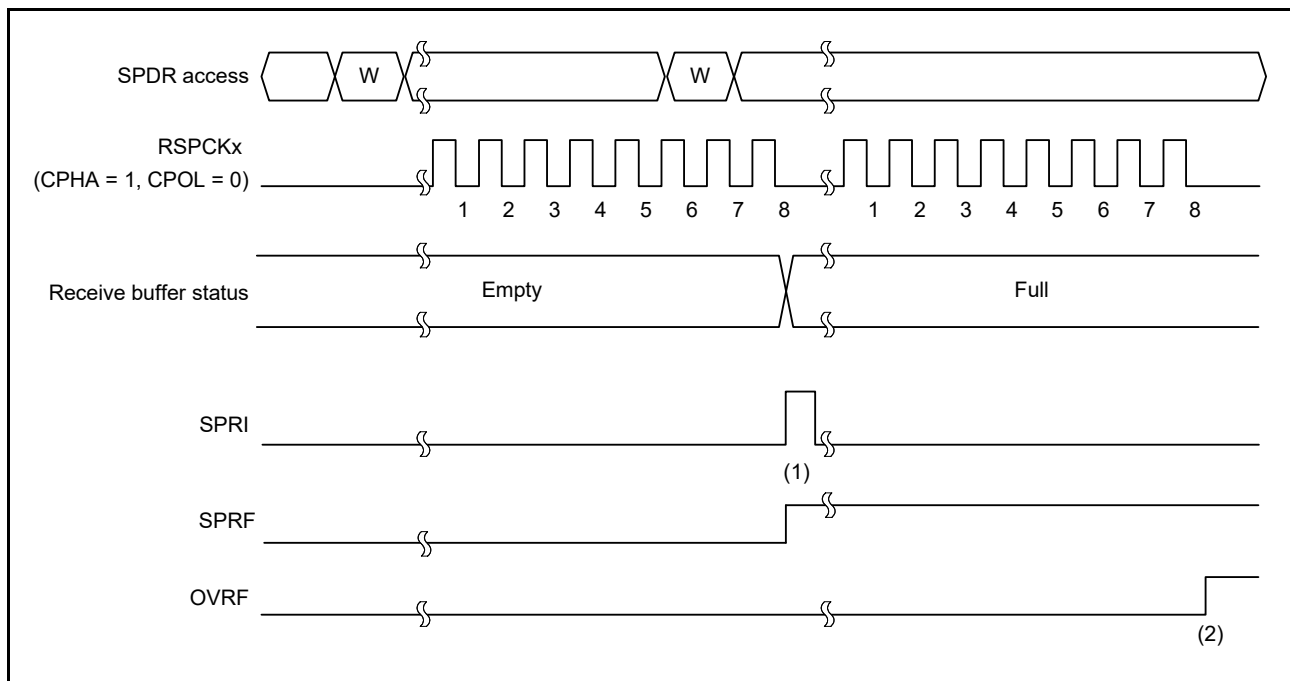 SPDR access
W
W
RSPCKx
(CPHA = 1, CPOL = 0)
1 2 3 4 5 6 7 8 1 2 3 4 5 6 7 8
Receive buffer status
Empty
Full
SPRI
(1)
SPRF
OVRF
(2)